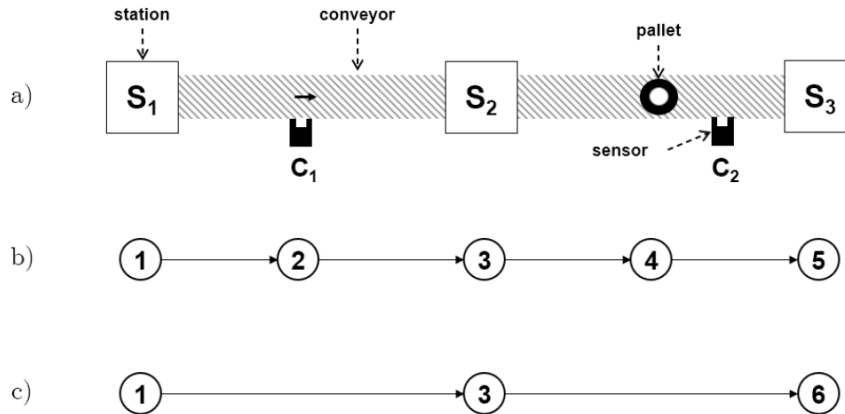 station
conveyor
pallet
a)
S1
S2
S3
sensor
C1
C2
b)
1
2
3
4
5
c)
1
3
6